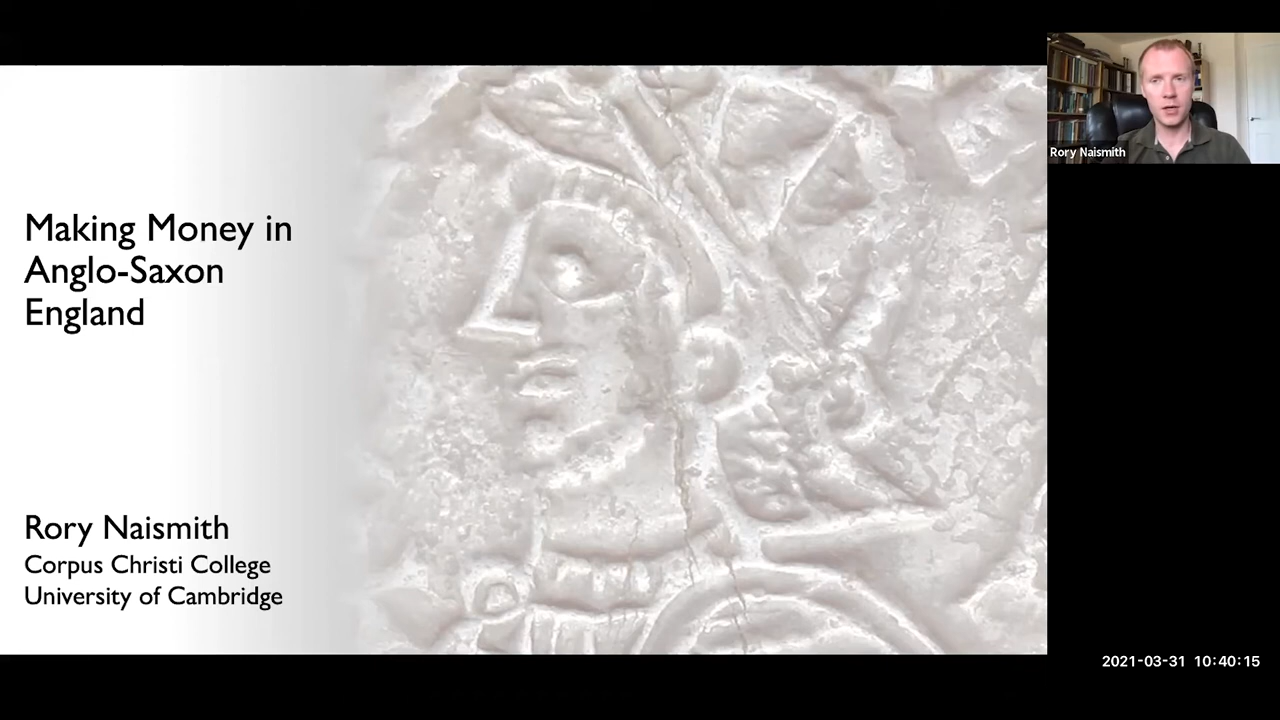 Making Money in
Anglo-Saxon
England
Rory Naismith
Corpus Christi College
University of Cambridge
Rory Naismith
2021-03-31 10:40:15